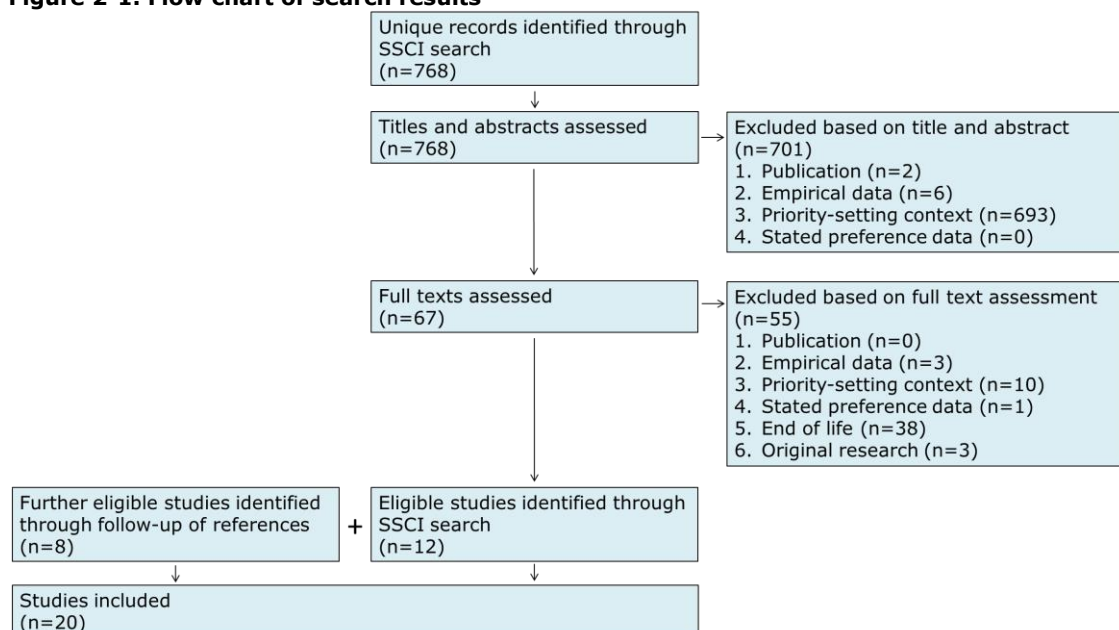 Figure 2-1: Flow chart of search results
Unique records identified through
SSCI search
(n=768)
Titles and abstracts assessed
(n=768)
Excluded based on title and abstract
(n=701)
1. Publication (n=2)
2. Empirical data (n=6)
3. Priority-setting context (n=693)
4. Stated preference data (n=0)
Full texts assessed
(n=67)
Excluded based on full text assessment
(n=55)
1. Publication (n=0)
2. Empirical data (n=3)
3. Priority-setting context (n=10)
4. Stated preference data (n=1)
5. End of life (n=38)
6. Original research (n=3)
Further eligible studies identified
through follow-up of references
(n=8)
+
Eligible studies identified through
SSCI search
(n=12)
Studies included
(n=20)